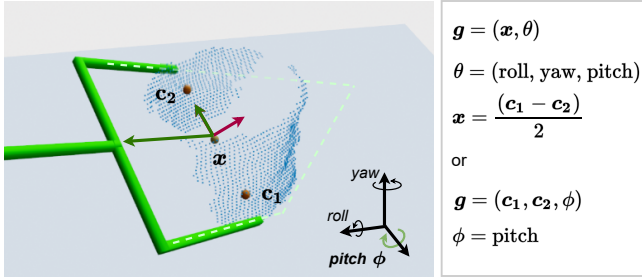 c₂
x
c₁
yaw
roll
pitch ϕ
g = (x, θ)
θ = (roll, yaw, pitch)
x = (c₁ − c₂) / 2
or
g = (c₁, c₂, ϕ)
ϕ = pitch